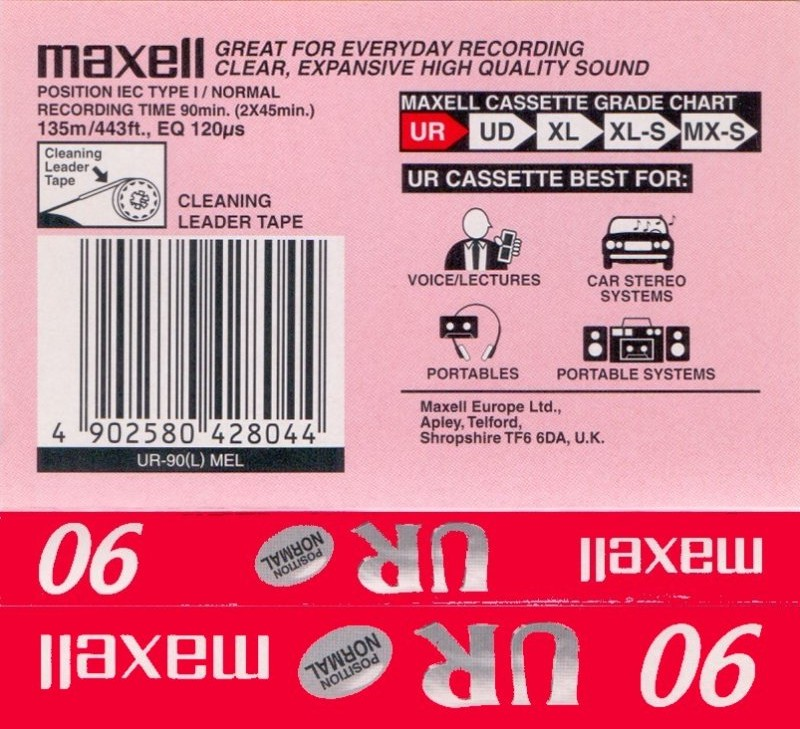 maxell GREAT FOR EVERYDAY RECORDING
CLEAR, EXPANSIVE HIGH QUALITY SOUND
POSITION IEC TYPE I / NORMAL
RECORDING TIME 90min. (2X45min.)
135m/443ft., EQ 120µs
Cleaning
Leader
Tape
CLEANING
LEADER TAPE
4 902580 428044
UR-90(L) MEL
MAXELL CASSETTE GRADE CHART
UR UD XL XL-S MX-S
UR CASSETTE BEST FOR:
VOICE/LECTURES
CAR STEREO
SYSTEMS
PORTABLES
PORTABLE SYSTEMS
Maxell Europe Ltd.,
Apley, Telford,
Shropshire TF6 6DA, U.K.
maxell UR POSITION
NORMAL 90
90 UR POSITION
NORMAL maxell